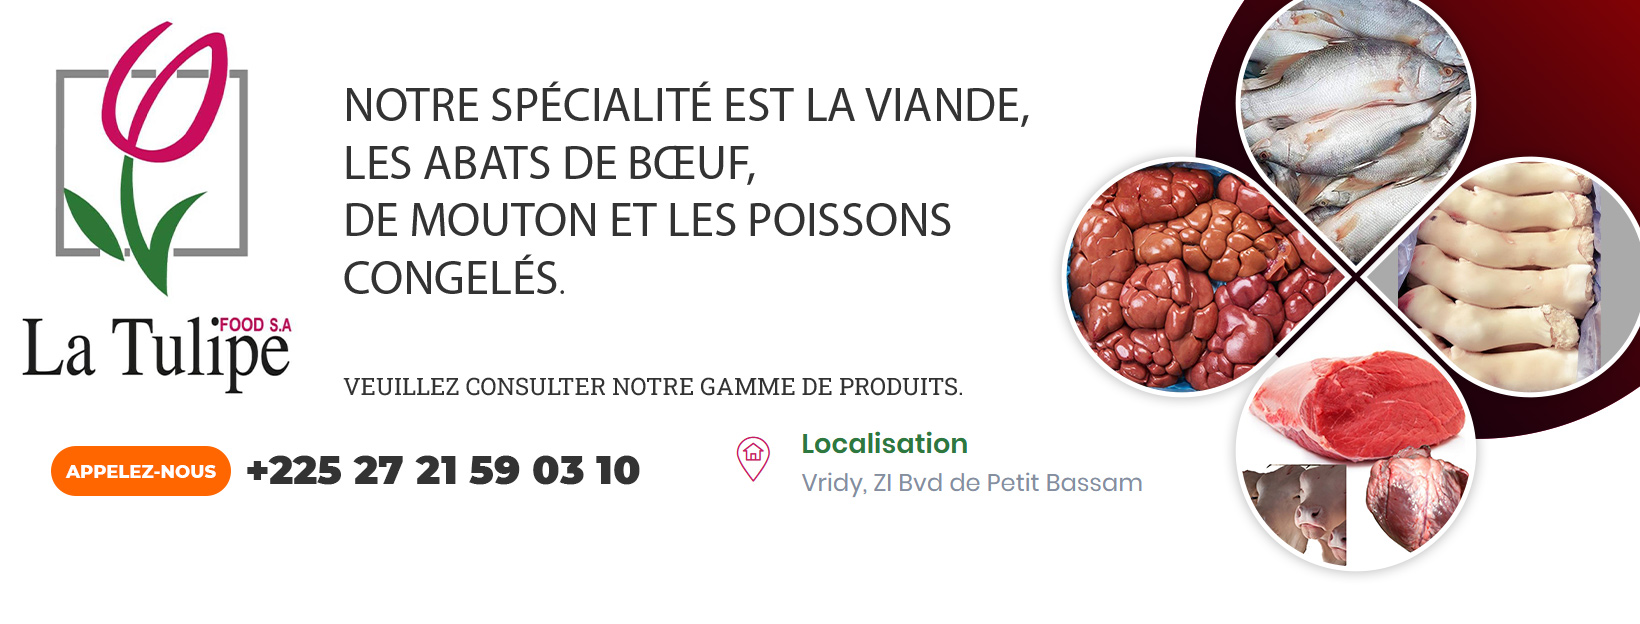 NOTRE SPÉCIALITÉ EST LA VIANDE,
LES ABATS DE BŒUF,
DE MOUTON ET LES POISSONS
CONGELÉS.
La Tulipe FOOD S.A
VEUILLEZ CONSULTER NOTRE GAMME DE PRODUITS.
APPELEZ-NOUS +225 27 21 59 03 10
Localisation
Vridy, ZI Bvd de Petit Bassam